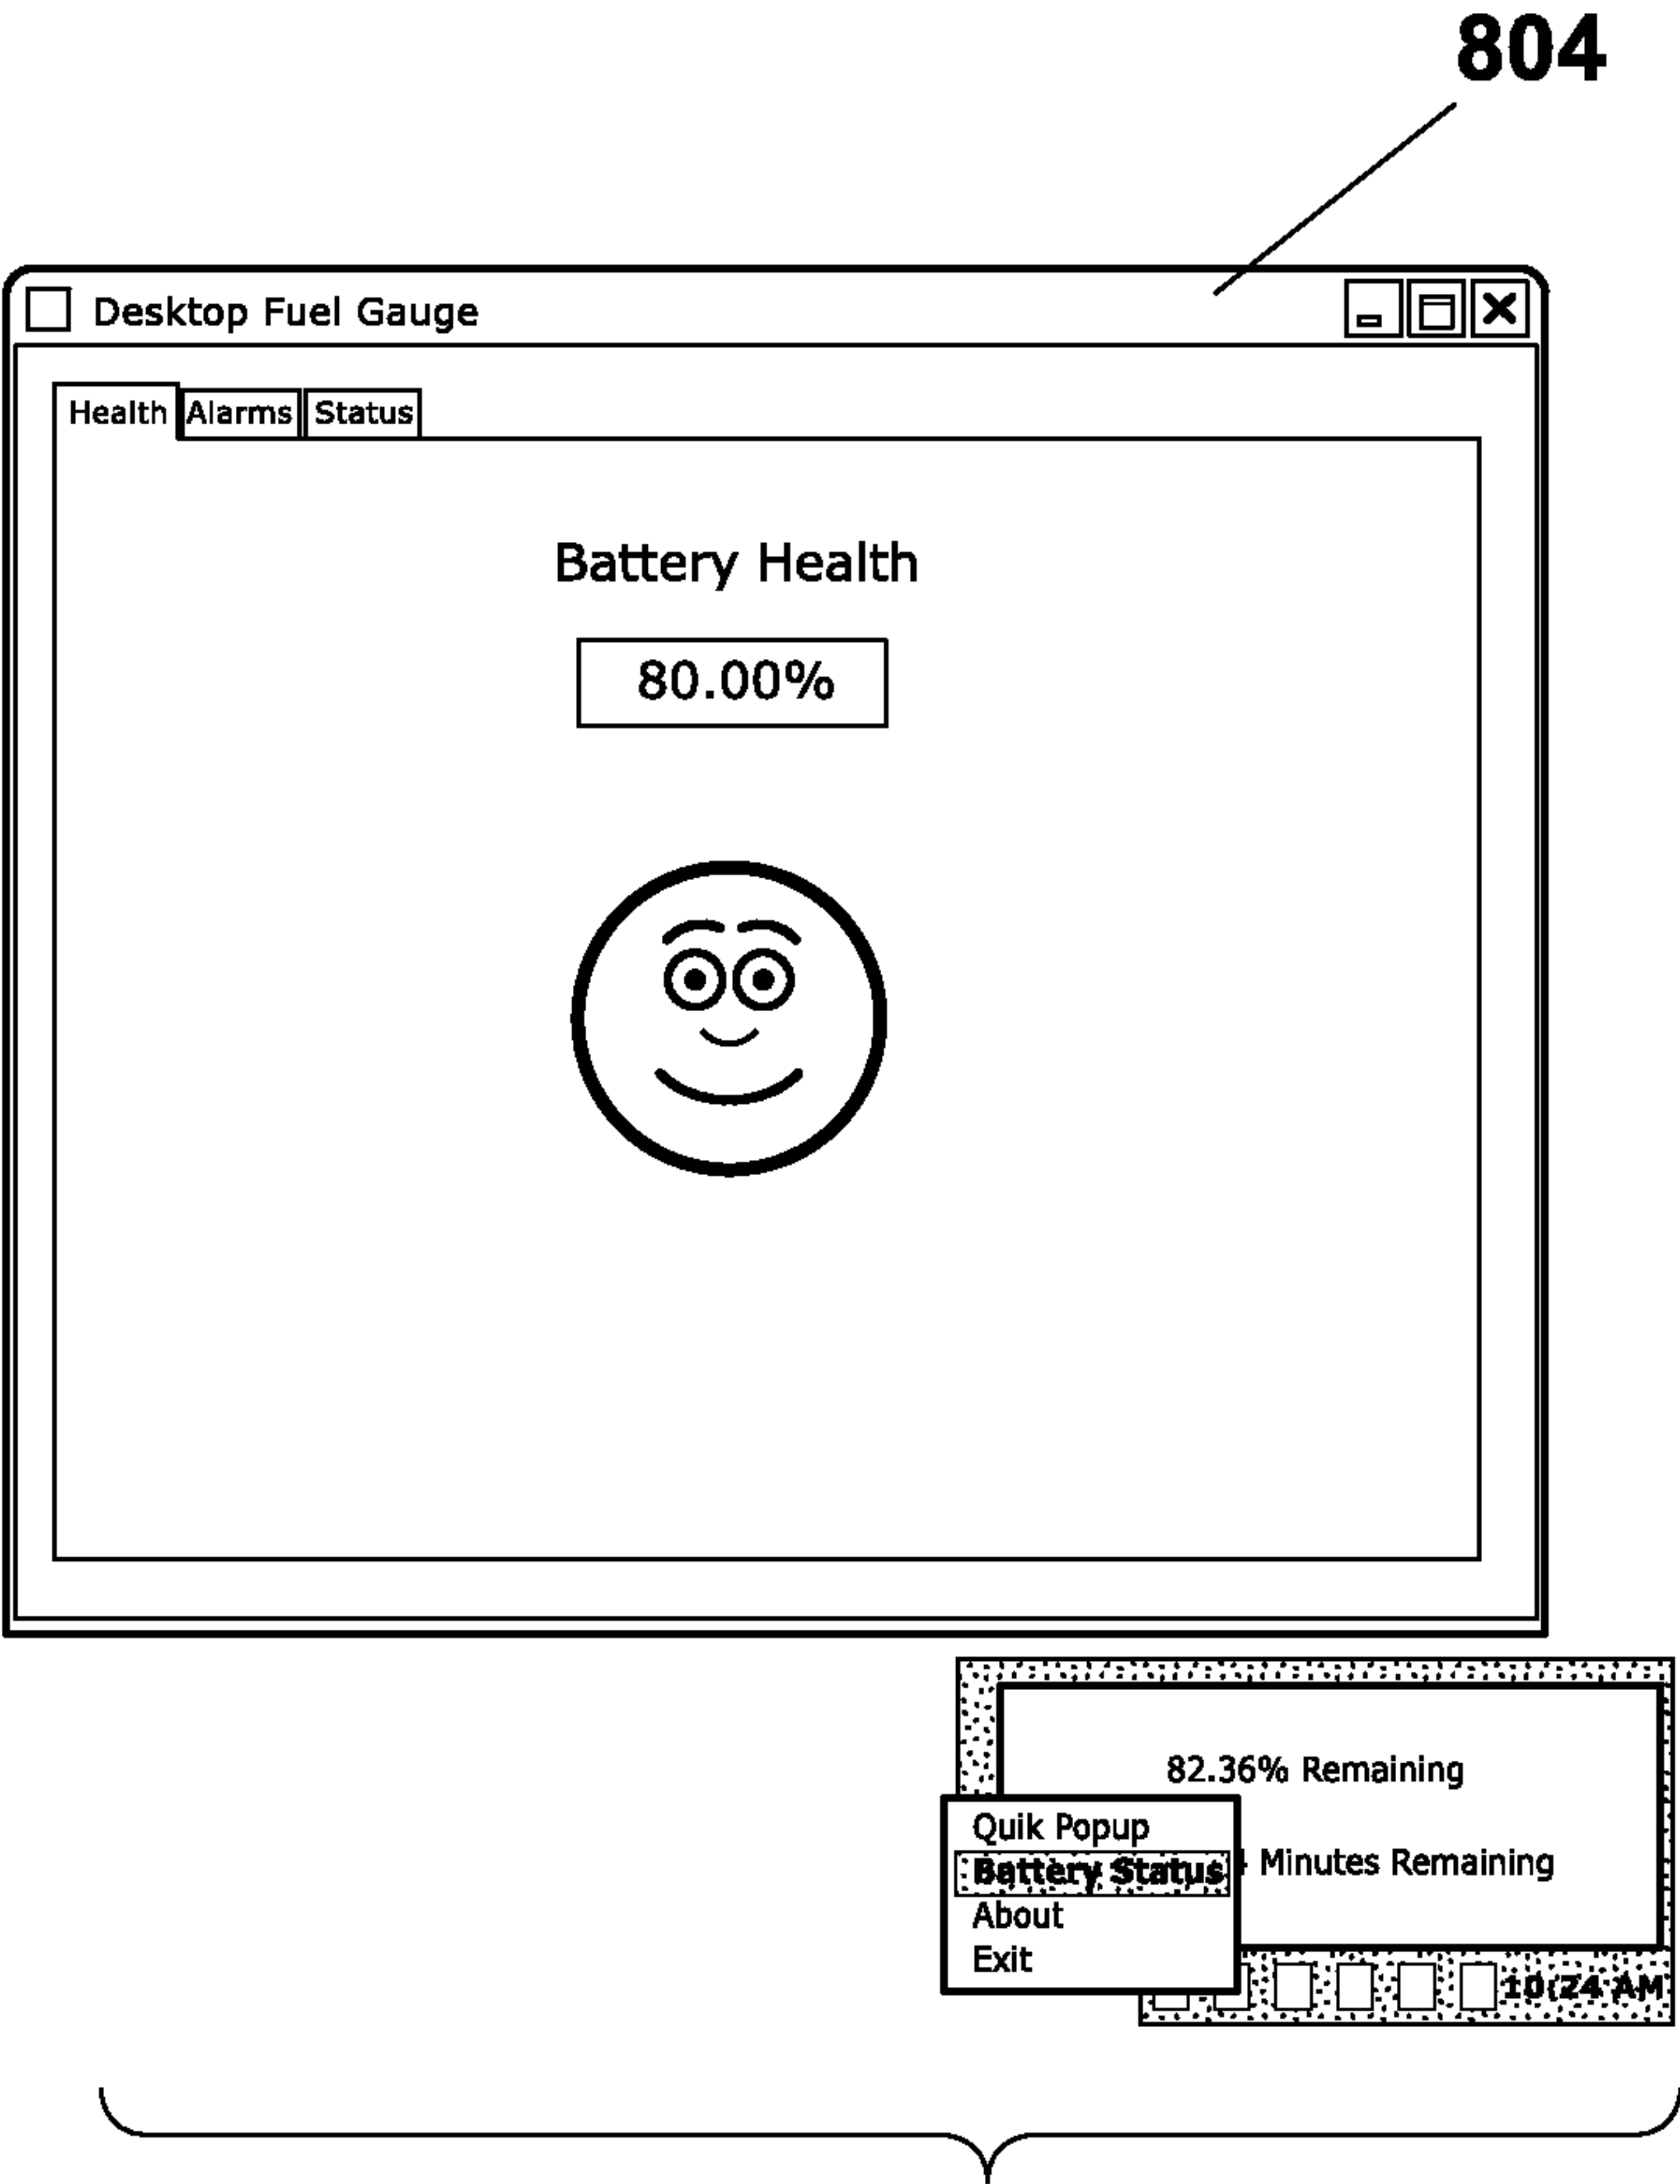 804
Desktop Fuel Gauge
Health Alarms Status
Battery Health
80.00%
82.36% Remaining
Minutes Remaining
Quik Popup
Battery Status
About
Exit
10:24 AM